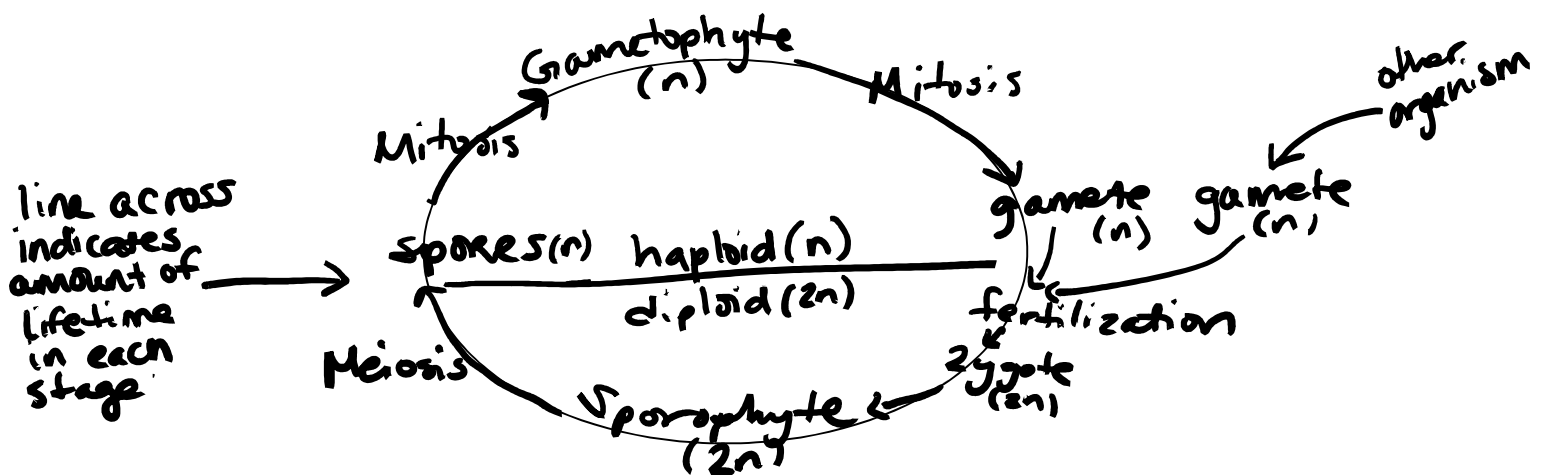 Gametophyte
(n)
Mitosis
other
organism
Mitosis
gamete
(n)
gamete
(n)
line across
indicates
amount of
lifetime
in each
stage
spores(n)
haploid(n)
diploid(2n)
fertilization
zygote
(2n)
Meiosis
Sporophyte
(2n)